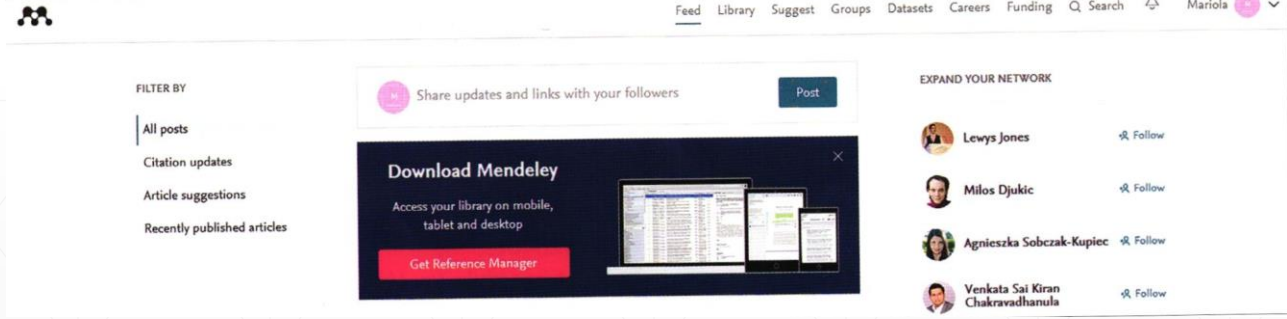 Feed Library Suggest Groups Datasets Careers Funding Search Mariola
FILTER BY
All posts
Citation updates
Article suggestions
Recently published articles
M
Share updates and links with your followers
Post
Download Mendeley
Access your library on mobile,
tablet and desktop
Get Reference Manager
EXPAND YOUR NETWORK
Lewys Jones Follow
Milos Djukic Follow
Agnieszka Sobczak-Kupiec Follow
Venkata Sai Kiran
Chakravadhanula Follow